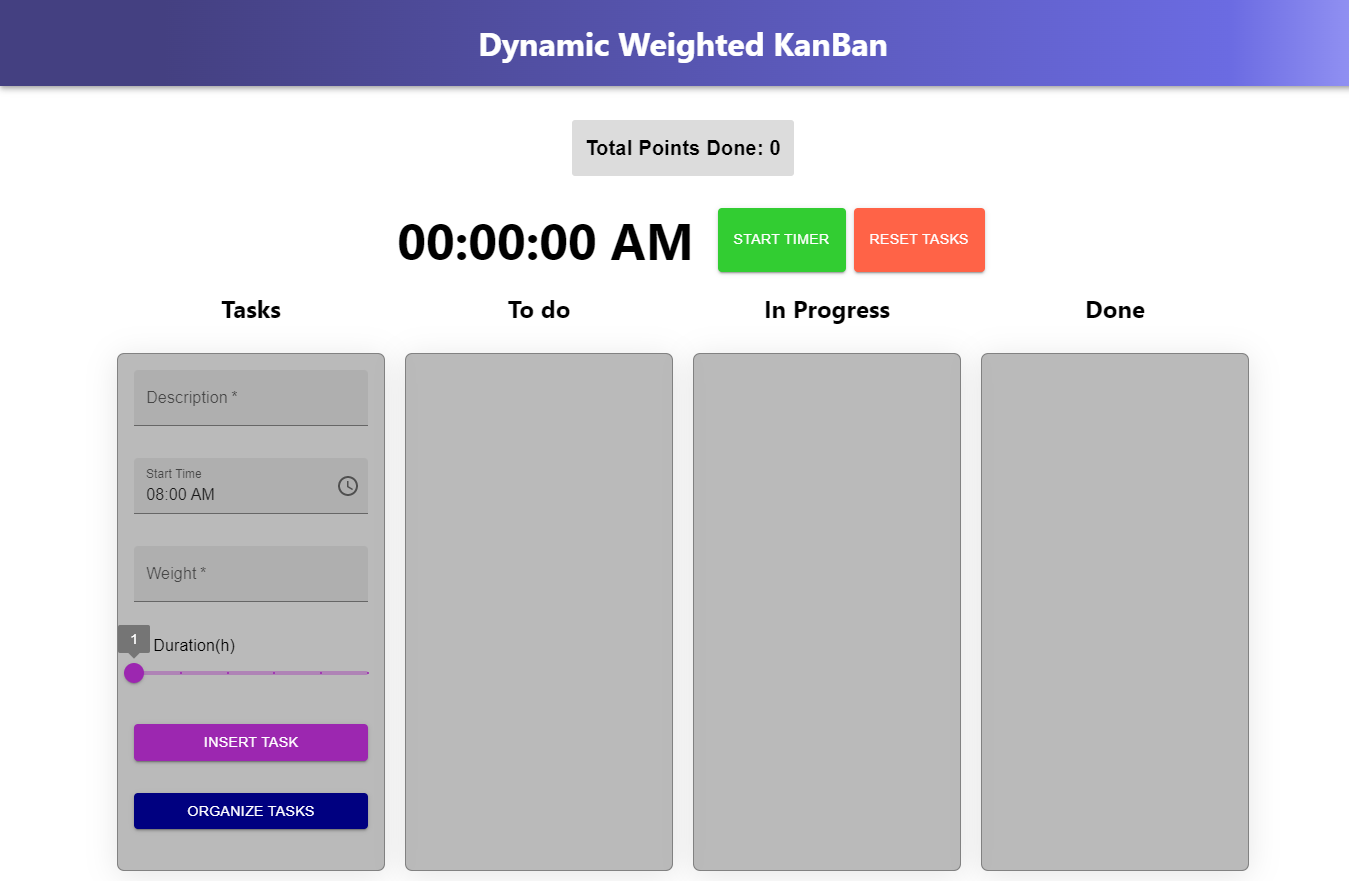 Dynamic Weighted KanBan
Total Points Done: 0
00:00:00 AM
START TIMER
RESET TASKS
Tasks
To do
In Progress
Done
Description *
Start Time
08:00 AM
Weight *
1
Duration(h)
INSERT TASK
ORGANIZE TASKS